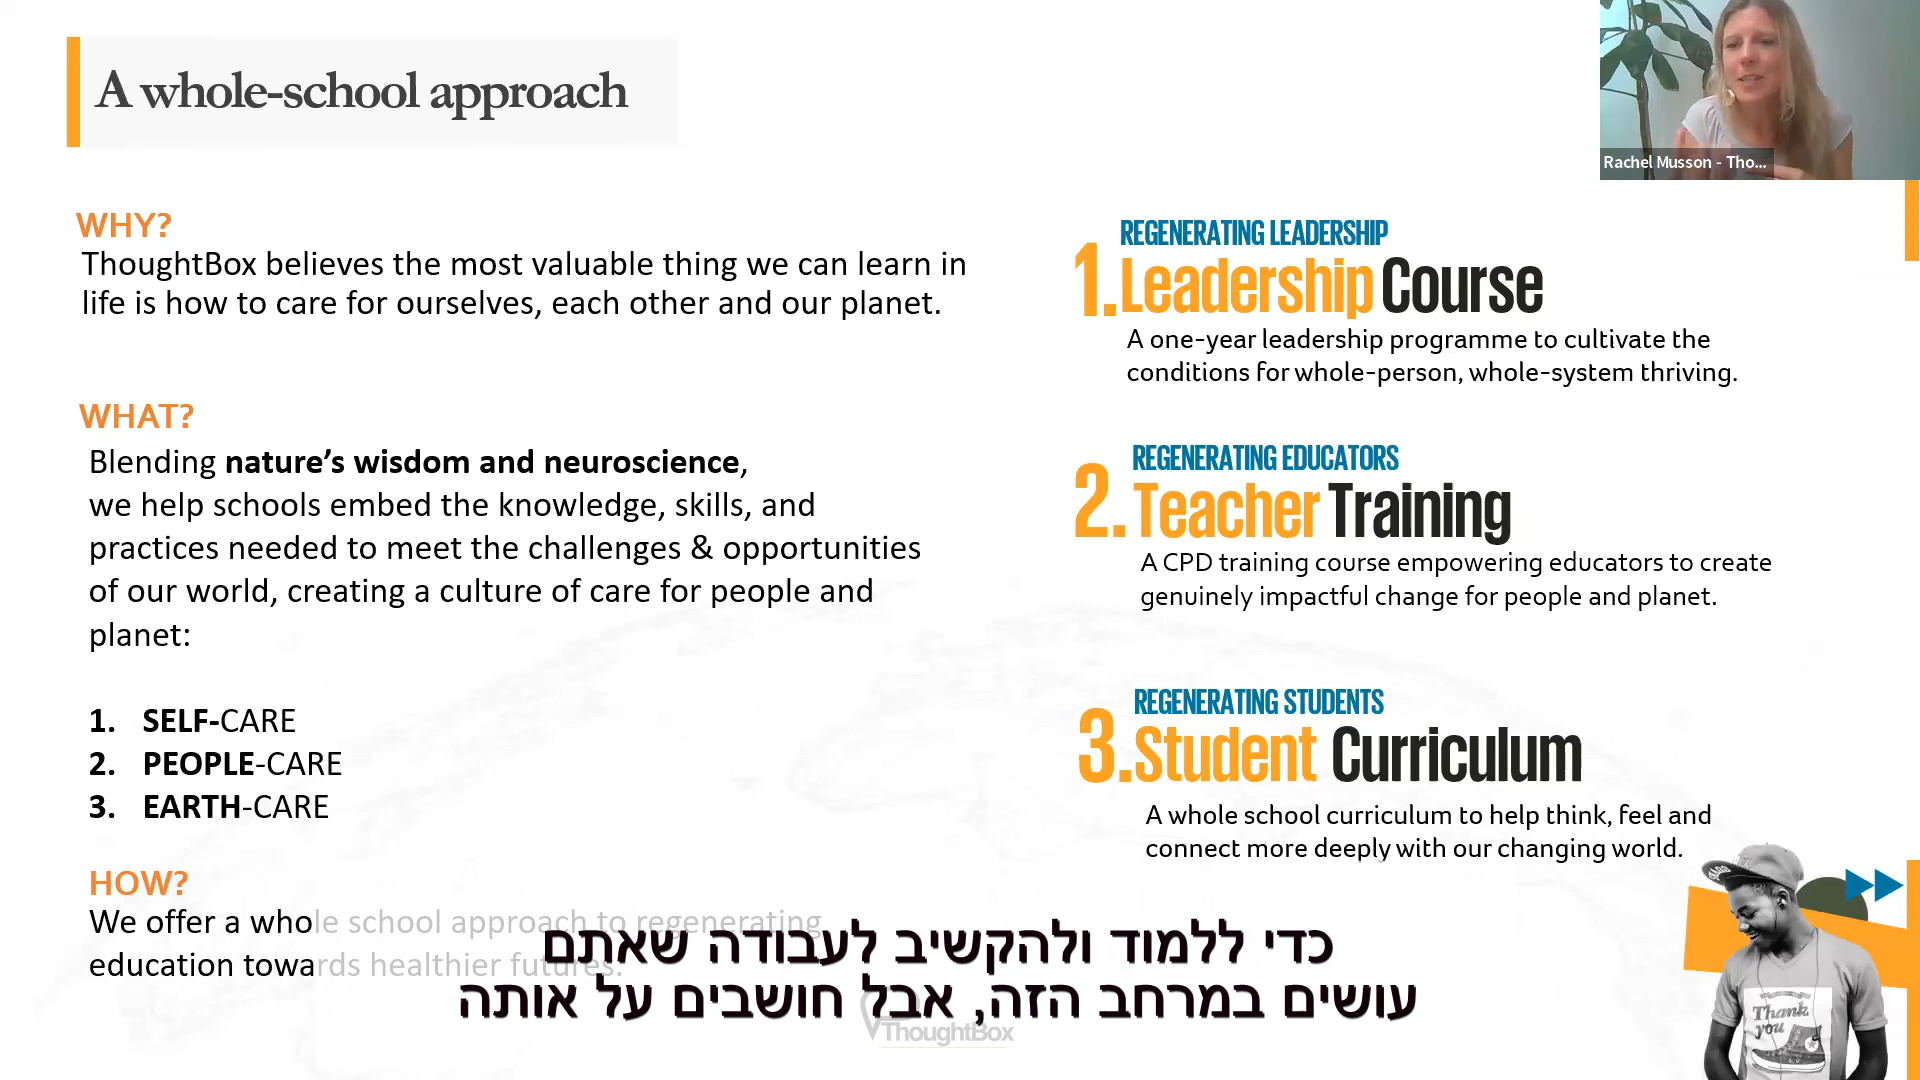 A whole-school approach
Rachel Musson - Tho...
WHY?
ThoughtBox believes the most valuable thing we can learn in
life is how to care for ourselves, each other and our planet.
WHAT?
Blending nature’s wisdom and neuroscience,
we help schools embed the knowledge, skills, and
practices needed to meet the challenges & opportunities
of our world, creating a culture of care for people and
planet:
1. SELF-CARE
2. PEOPLE-CARE
3. EARTH-CARE
HOW?
We offer a whole school approach to regenerating
education towards healthier futures.
REGENERATING LEADERSHIP
1. Leadership Course
A one-year leadership programme to cultivate the
conditions for whole-person, whole-system thriving.
REGENERATING EDUCATORS
2. Teacher Training
A CPD training course empowering educators to create
genuinely impactful change for people and planet.
REGENERATING STUDENTS
3. Student Curriculum
A whole school curriculum to help think, feel and
connect more deeply with our changing world.
Thank
you
כדי ללמוד ולהקשיב לעבודה שאתם
עושים במרחב הזה, אבל חושבים על אותה
ThoughtBox